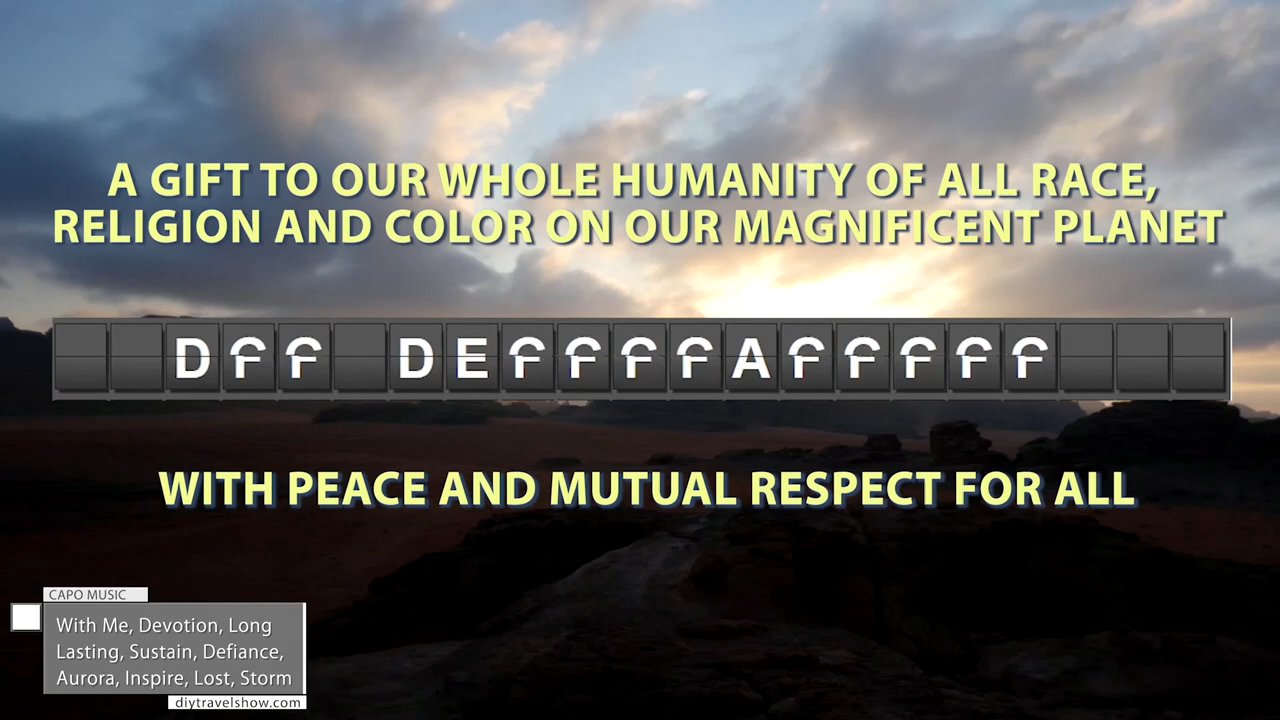 A GIFT TO OUR WHOLE HUMANITY OF ALL RACE,
RELIGION AND COLOR ON OUR MAGNIFICENT PLANET
WITH PEACE AND MUTUAL RESPECT FOR ALL
CAPO MUSIC
With Me, Devotion, Long
Lasting, Sustain, Defiance,
Aurora, Inspire, Lost, Storm
diytravelshow.com